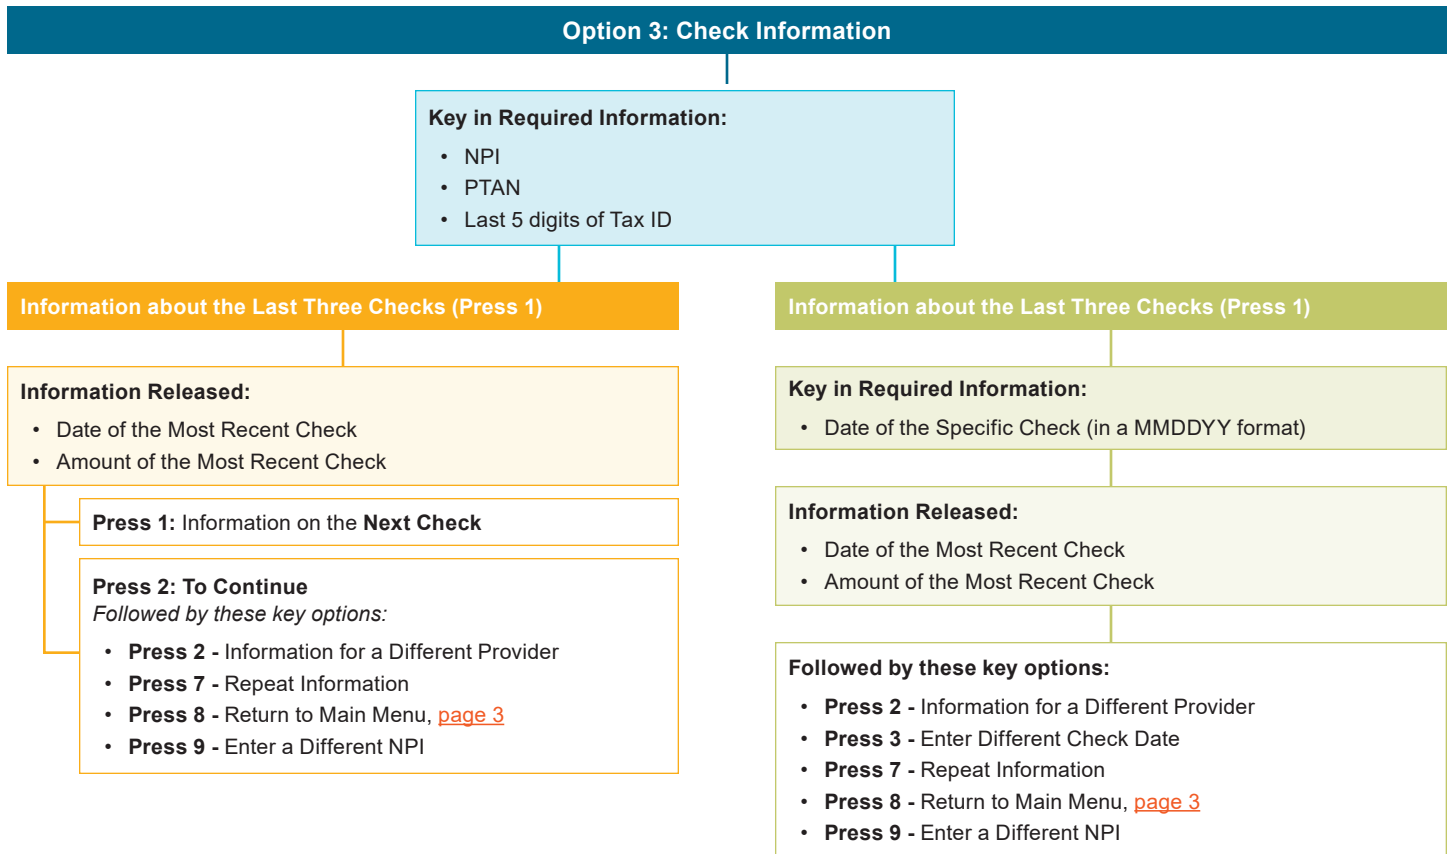 Option 3: Check Information
Key in Required Information:
• NPI
• PTAN
• Last 5 digits of Tax ID
Information about the Last Three Checks (Press 1)
Information Released:
• Date of the Most Recent Check
• Amount of the Most Recent Check
Press 1: Information on the Next Check
Press 2: To Continue
Followed by these key options:
• Press 2 - Information for a Different Provider
• Press 7 - Repeat Information
• Press 8 - Return to Main Menu, page 3
• Press 9 - Enter a Different NPI
Information about the Last Three Checks (Press 1)
Key in Required Information:
• Date of the Specific Check (in a MMDDYY format)
Information Released:
• Date of the Most Recent Check
• Amount of the Most Recent Check
Followed by these key options:
• Press 2 - Information for a Different Provider
• Press 3 - Enter Different Check Date
• Press 7 - Repeat Information
• Press 8 - Return to Main Menu, page 3
• Press 9 - Enter a Different NPI